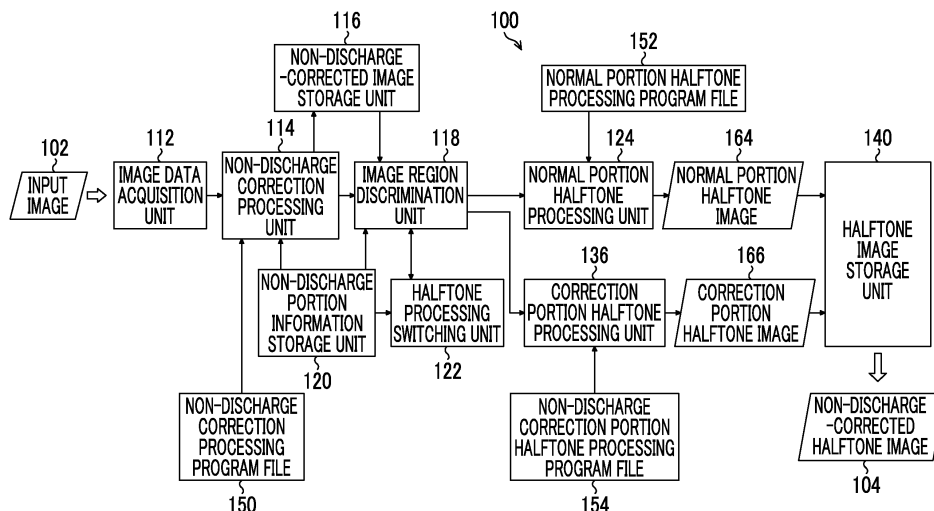 116
NON-DISCHARGE
-CORRECTED IMAGE
STORAGE UNIT
100
152
NORMAL PORTION HALFTONE
PROCESSING PROGRAM FILE
102
INPUT
IMAGE
112
IMAGE DATA
ACQUISITION
UNIT
114
NON-DISCHARGE
CORRECTION
PROCESSING
UNIT
118
IMAGE REGION
DISCRIMINATION
UNIT
124
NORMAL PORTION
HALFTONE
PROCESSING UNIT
164
NORMAL PORTION
HALFTONE IMAGE
140
HALFTONE
IMAGE
STORAGE
UNIT
NON-DISCHARGE
PORTION
INFORMATION
STORAGE UNIT
120
HALFTONE
PROCESSING
SWITCHING UNIT
122
136
CORRECTION
PORTION HALFTONE
PROCESSING UNIT
166
CORRECTION
PORTION
HALFTONE IMAGE
NON-DISCHARGE
CORRECTION
PROCESSING
PROGRAM FILE
150
NON-DISCHARGE
CORRECTION PORTION
HALFTONE PROCESSING
PROGRAM FILE
154
NON-DISCHARGE
-CORRECTED
HALFTONE IMAGE
104